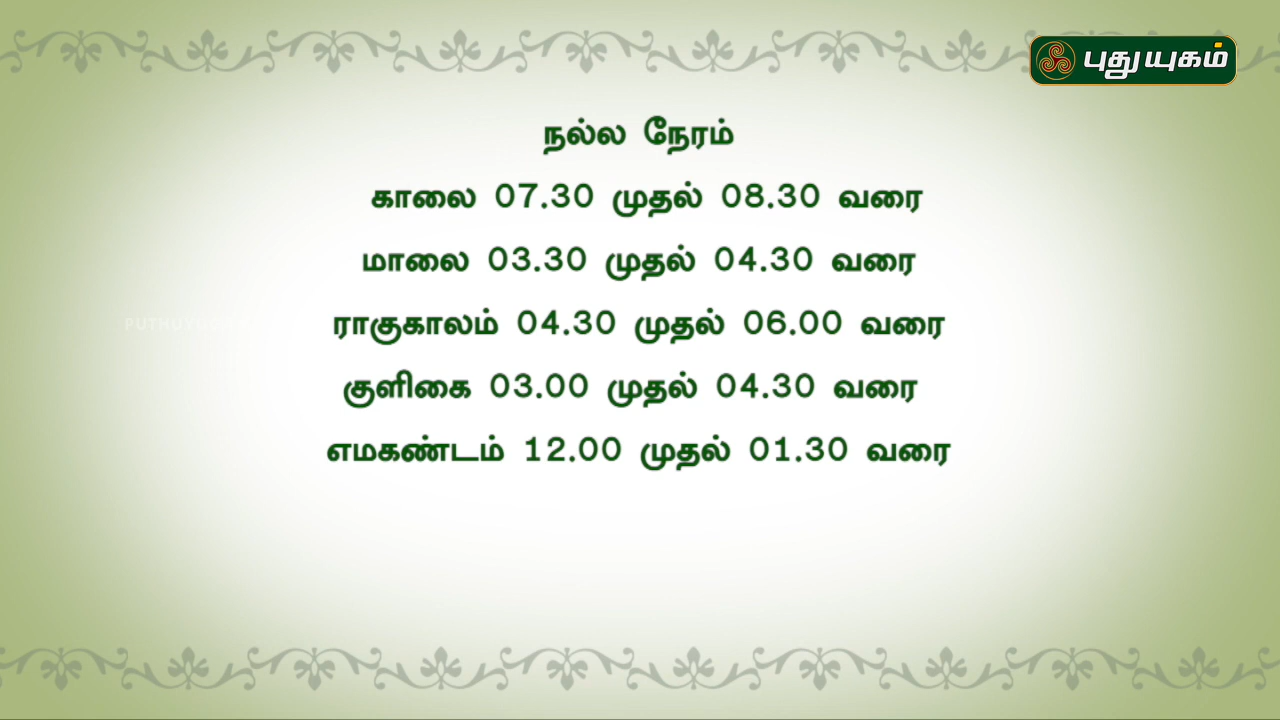 புதுயுகம்
நல்ல நேரம்
காலை 07.30 முதல் 08.30 வரை
மாலை 03.30 முதல் 04.30 வரை
ராகுகாலம் 04.30 முதல் 06.00 வரை
குளிகை 03.00 முதல் 04.30 வரை
எமகண்டம் 12.00 முதல் 01.30 வரை